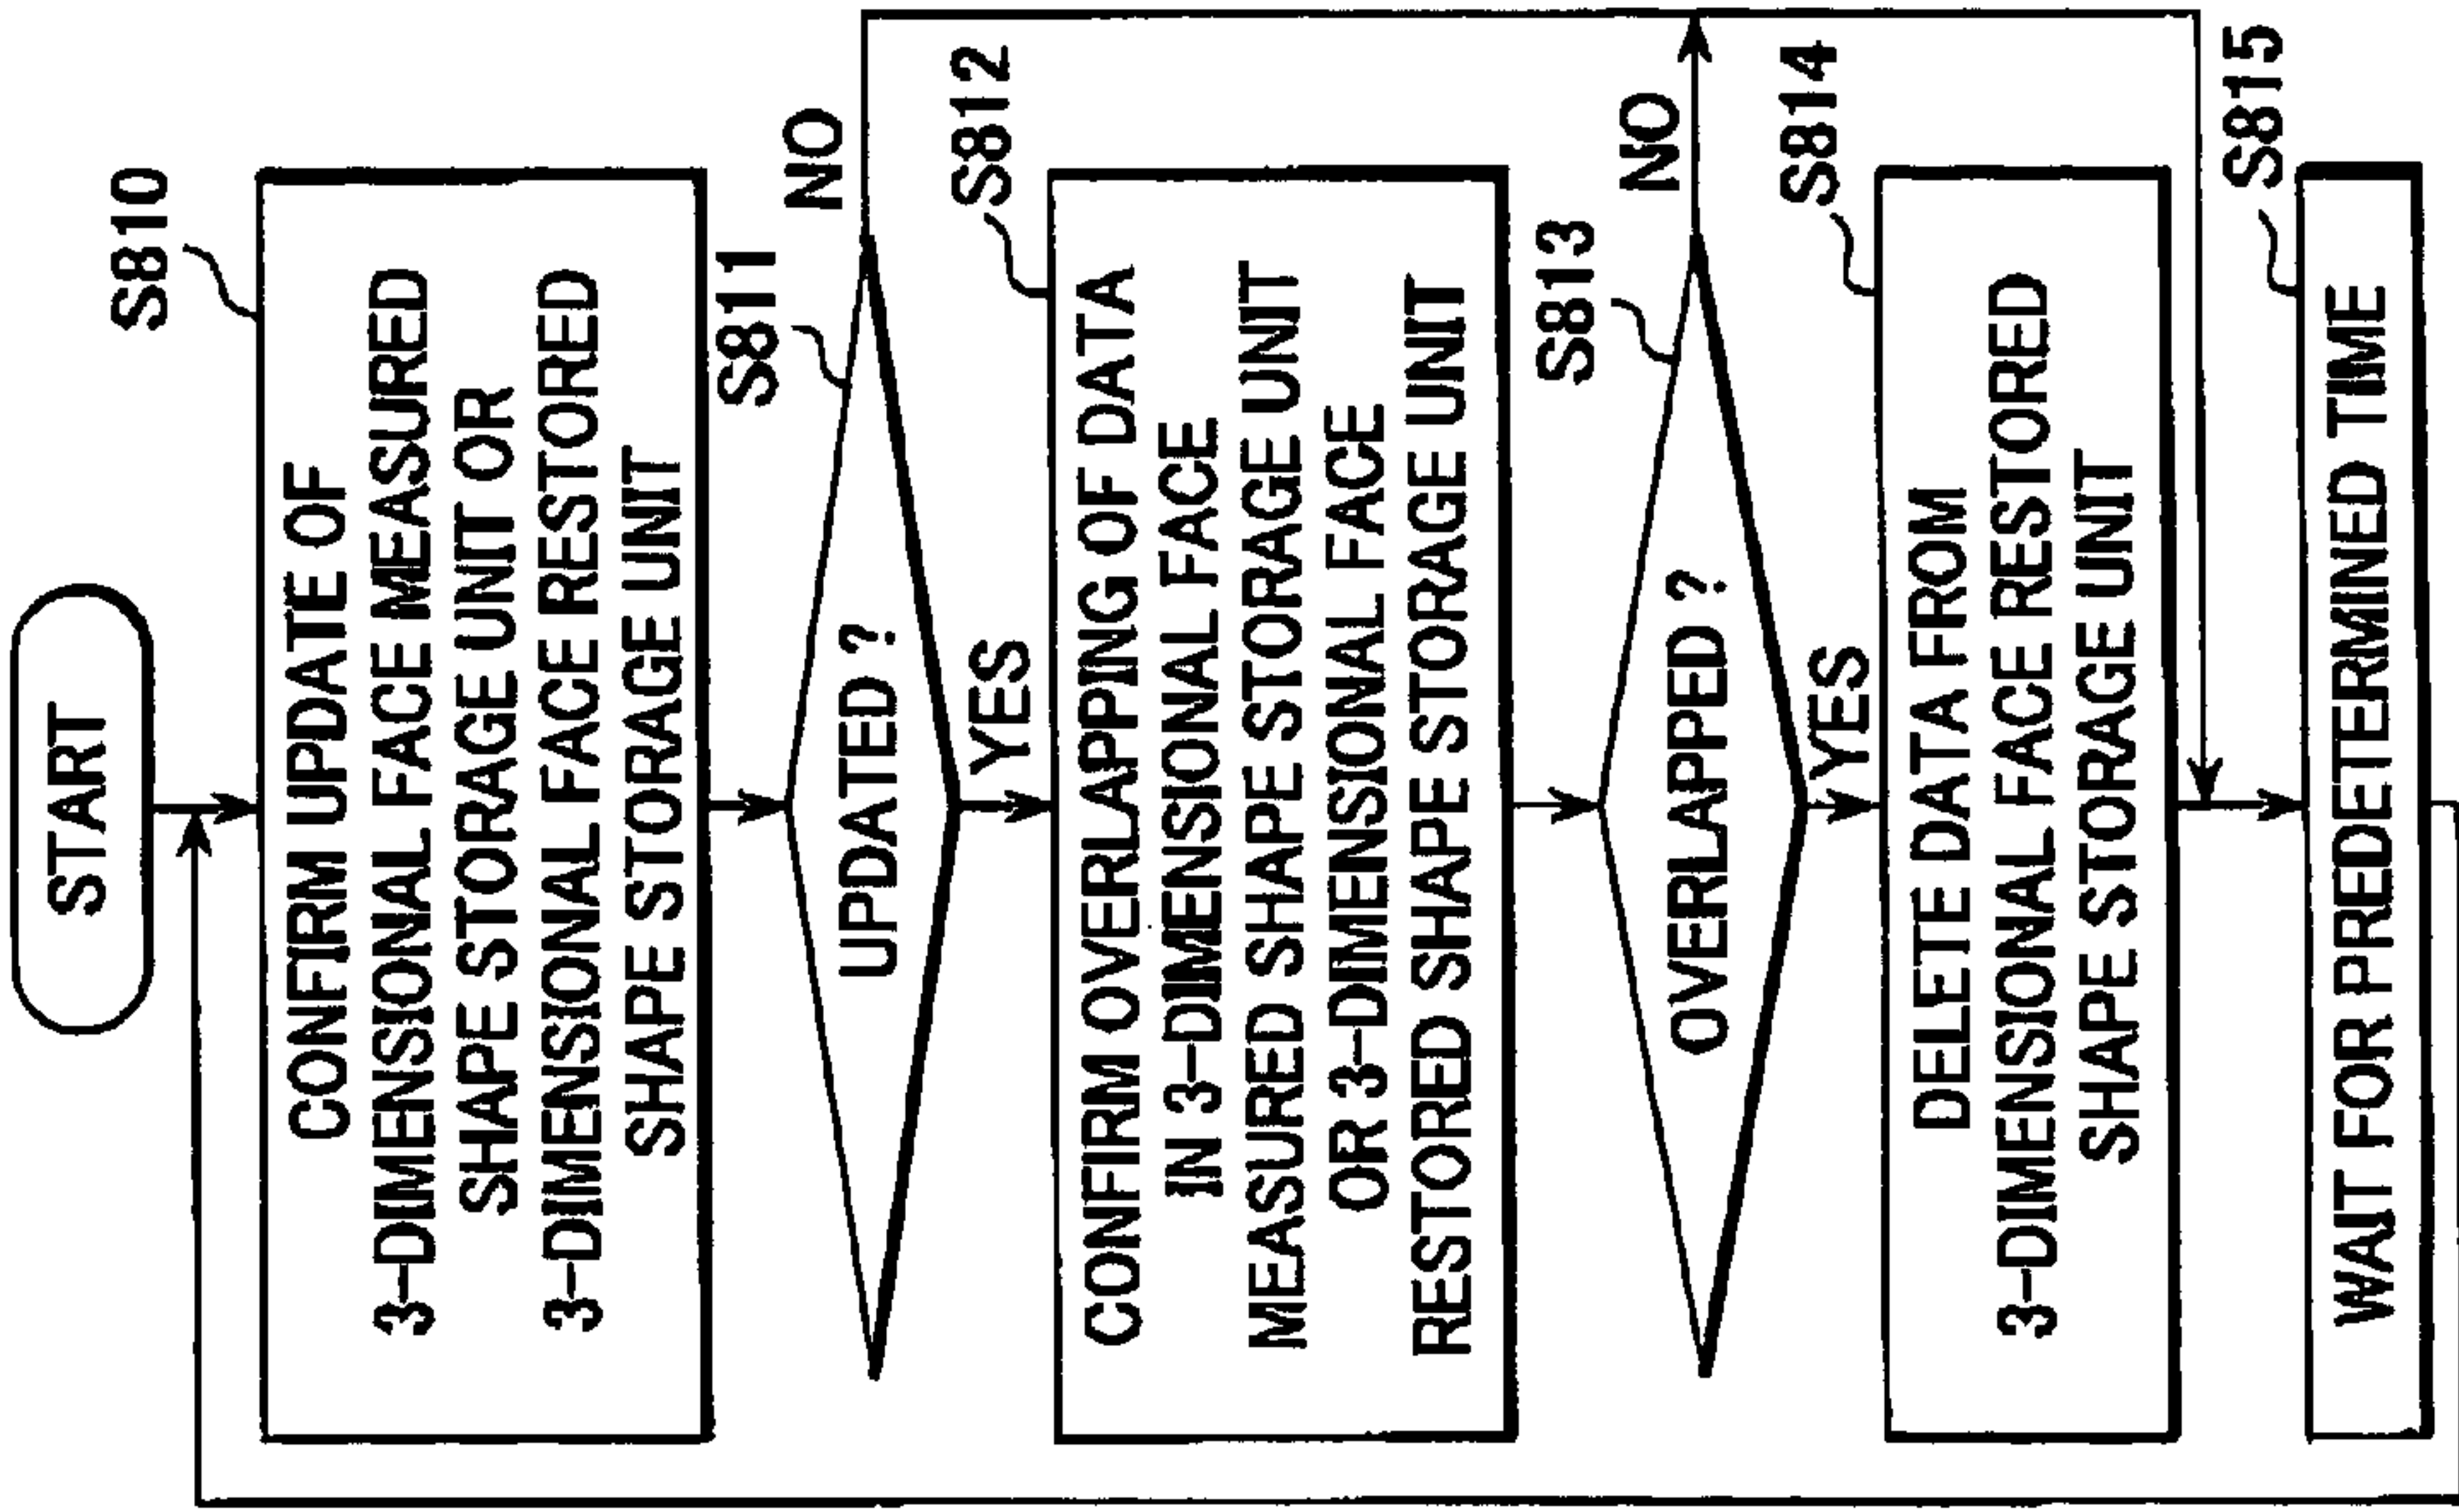 START
S810
CONFIRM UPDATE OF
3-DIMENSIONAL FACE MEASURED
SHAPE STORAGE UNIT OR
3-DIMENSIONAL FACE RESTORED
SHAPE STORAGE UNIT
S811
UPDATED ?
NO
YES
S812
CONFIRM OVERLAPPING OF DATA
IN 3-DIMENSIONAL FACE
MEASURED SHAPE STORAGE UNIT
OR 3-DIMENSIONAL FACE
RESTORED SHAPE STORAGE UNIT
S813
OVERLAPPED ?
NO
YES
S814
DELETE DATA FROM
3-DIMENSIONAL FACE RESTORED
SHAPE STORAGE UNIT
S815
WAIT FOR PREDETERMINED TIME